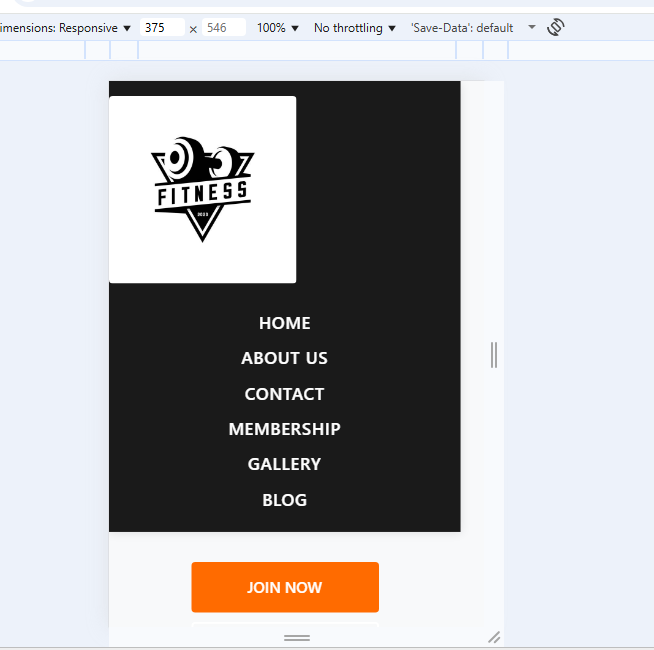 imensions: Responsive ▼ 375 × 546 100% ▼ No throttling ▼ 'Save-Data': default
FITNESS
HOME
ABOUT US
CONTACT
MEMBERSHIP
GALLERY
BLOG
JOIN NOW